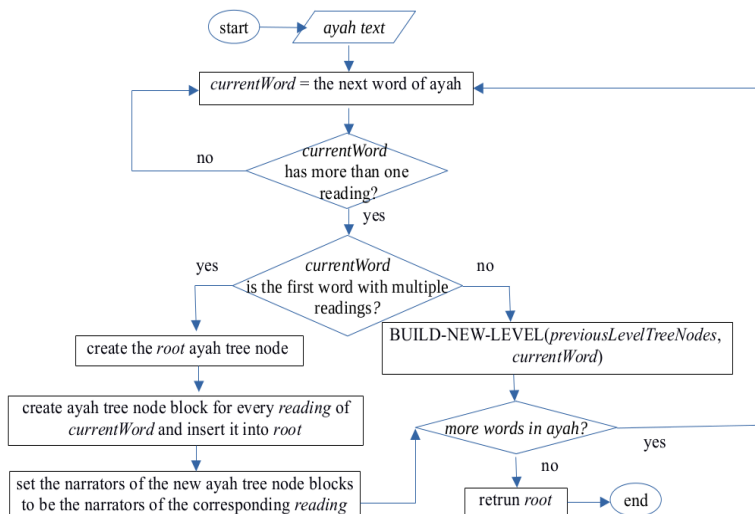 start
ayah text
currentWord = the next word of ayah
currentWord
has more than one
reading?
no
yes
currentWord
is the first word with multiple
readings?
yes
no
create the root ayah tree node
BUILD-NEW-LEVEL(previousLevelTreeNodes,
currentWord)
create ayah tree node block for every reading of
currentWord and insert it into root
more words in ayah?
yes
no
set the narrators of the new ayah tree node blocks
to be the narrators of the corresponding reading
retrun root
end